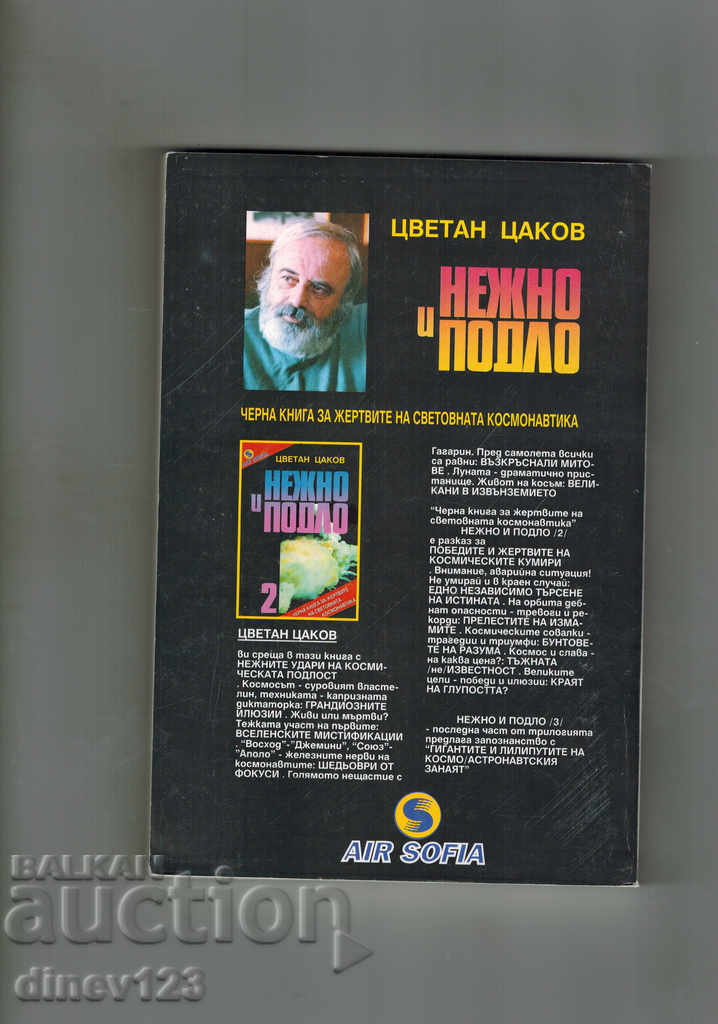 ЦВЕТАН ЦАКОВ
НЕЖНО
И ПОДЛО
ЧЕРНА КНИГА ЗА ЖЕРТВИТЕ НА СВЕТОВНАТА КОСМОНАВТИКА
ЦВЕТАН ЦАКОВ
НЕЖНО
И ПОДЛО
2
ЧЕРНА КНИГА ЗА ЖЕРТВИТЕ
НА СВЕТОВНАТА
КОСМОНАВТИКА
ЦВЕТАН ЦАКОВ
ви среща в тази книга с
НЕЖНИТЕ УДАРИ НА КОСМИ-
ЧЕСКАТА ПОДЛОСТ
. Космосът - суровият власте-
лин, техниката - капризната
диктаторка: ГРАНДИОЗНИТЕ
ИЛЮЗИИ . Живи или мъртви?
Тежката участ на първите:
ВСЕЛЕНСКИТЕ МИСТИФИКАЦИИ
. "Восход"-"Джемини", "Союз"-
"Аполо" - железните нерви на
космонавтите: ШЕДЬОВРИ ОТ
ФОКУСИ . Голямото нещастие с
Гагарин. Пред самолета всички
са равни: ВЪЗКРЪСНАЛИ МИТО-
ВЕ . Луната - драматично прис-
танище. Живот на косъм: ВЕЛИ-
КАНИ В ИЗВЪНЗЕМИЕТО
"Черна книга за жертвите на
световната космонавтика"
НЕЖНО И ПОДЛО /2/
е разказ за
ПОБЕДИТЕ И ЖЕРТВИТЕ НА
КОСМИЧЕСКИТЕ КУМИРИ
. Внимание, аварийна ситуация!
Не умирай и в краен случай:
ЕДНО НЕЗАВИСИМО ТЪРСЕНЕ
НА ИСТИНАТА . На орбита деб-
нат опасности - тревоги и ре-
корди: ПРЕЛЕСТИТЕ НА ИЗМА-
МИТЕ . Космическите совалки -
трагедии и триумфи: БУНТОВЕ-
ТЕ НА РАЗУМА . Космос и слава -
на каква цена?: ТЪЖНАТА
/не/ИЗВЕСТНОСТ . Великите
цели - победи и илюзии: КРАЯТ
НА ГЛУПОСТТА?
НЕЖНО И ПОДЛО /3/
- последна част от трилогията
предлага запознанство с
"ГИГАНТИТЕ И ЛИЛИПУТИТЕ НА
КОСМО/АСТРОНАВТСКИЯ
ЗАНАЯТ"
AIR SOFIA
BALKAN
auction
dinev123